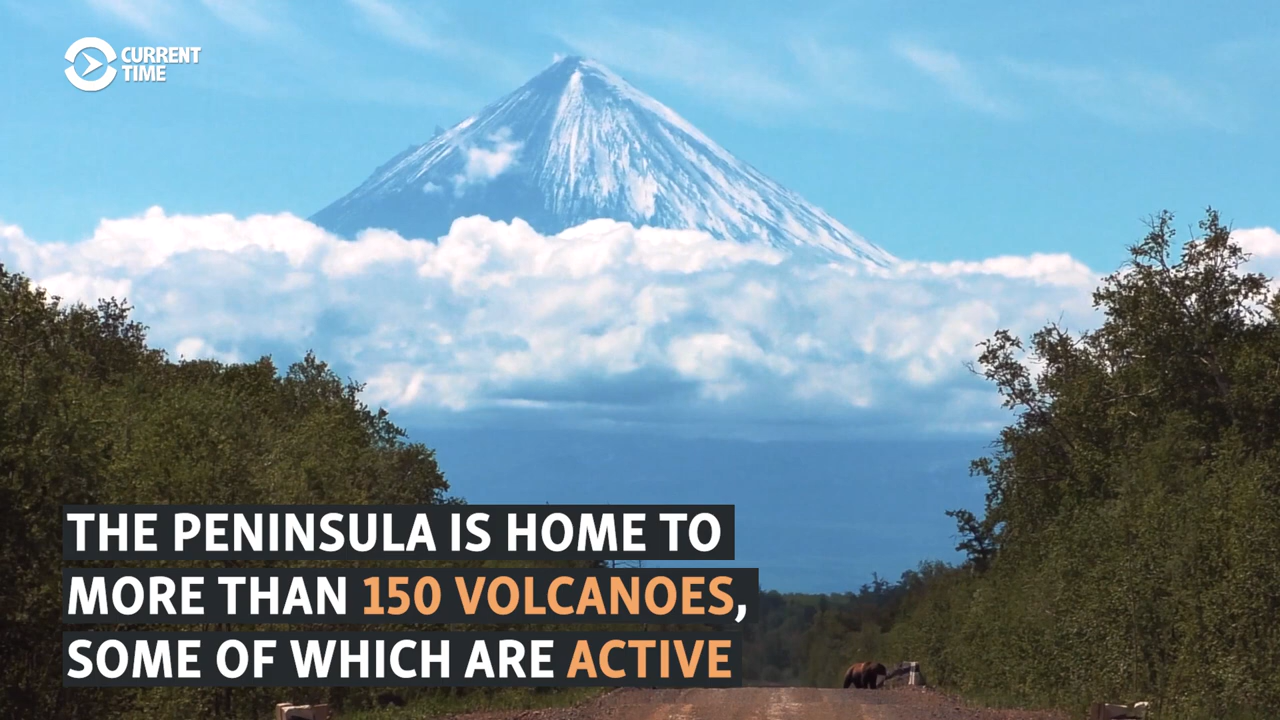 CURRENT
TIME
THE PENINSULA IS HOME TO
MORE THAN 150 VOLCANOES,
SOME OF WHICH ARE ACTIVE